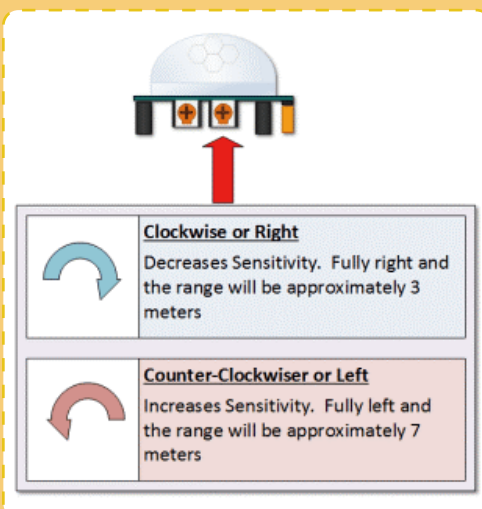 Clockwise or Right
Decreases Sensitivity. Fully right and
the range will be approximately 3
meters
Counter-Clockwiser or Left
Increases Sensitivity. Fully left and
the range will be approximately 7
meters